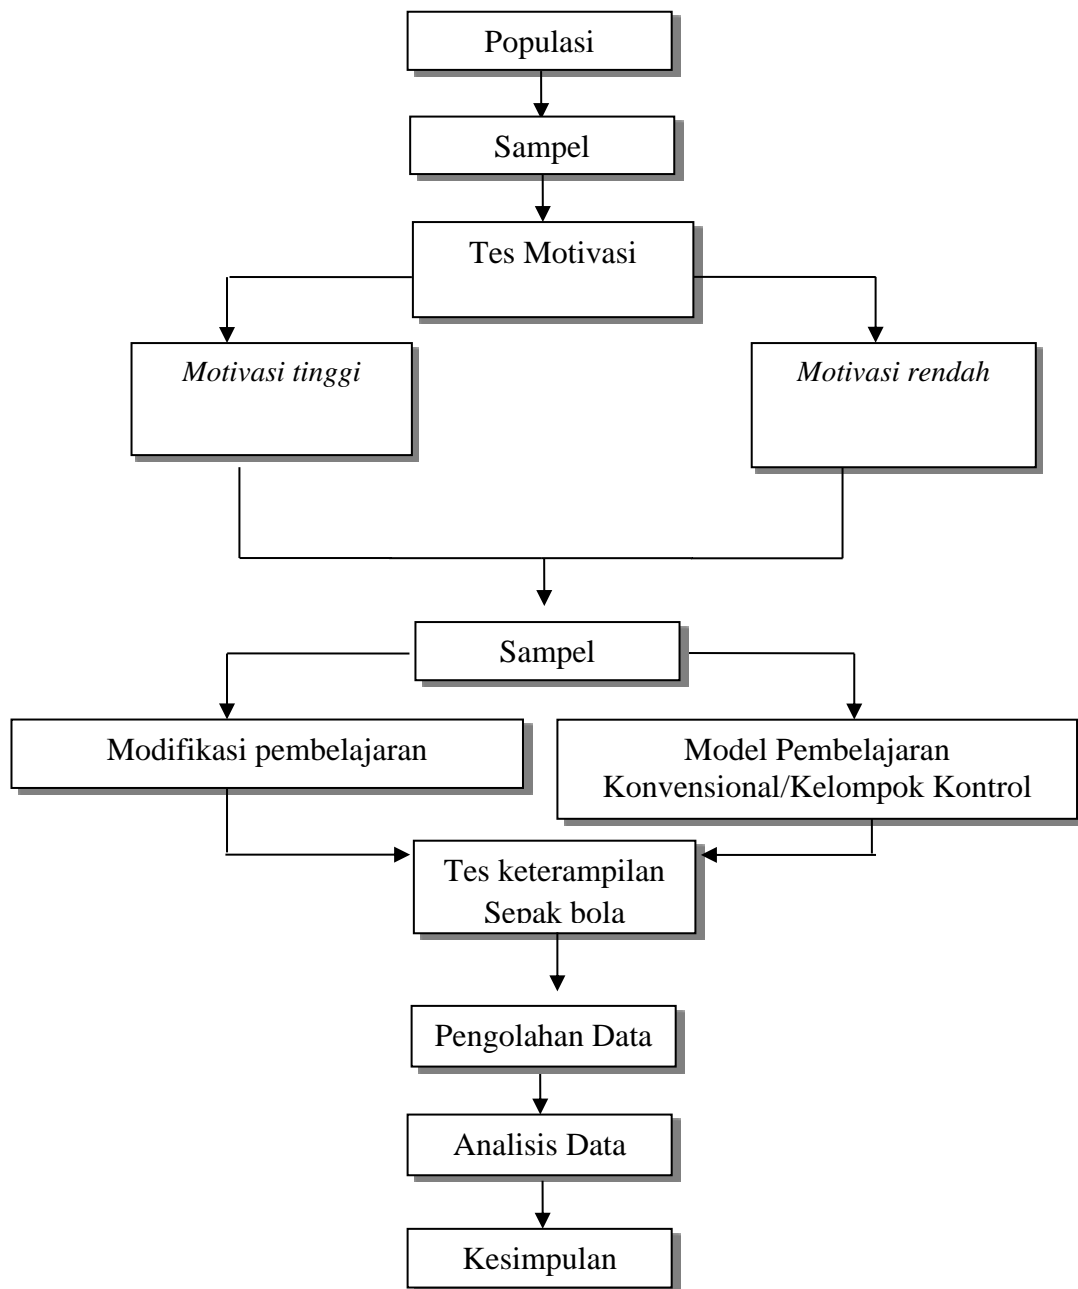 Populasi
Sampel
Tes Motivasi
Motivasi tinggi
Motivasi rendah
Sampel
Modifikasi pembelajaran
Model Pembelajaran
Konvensional/Kelompok Kontrol
Tes keterampilan
Sepak bola
Pengolahan Data
Analisis Data
Kesimpulan